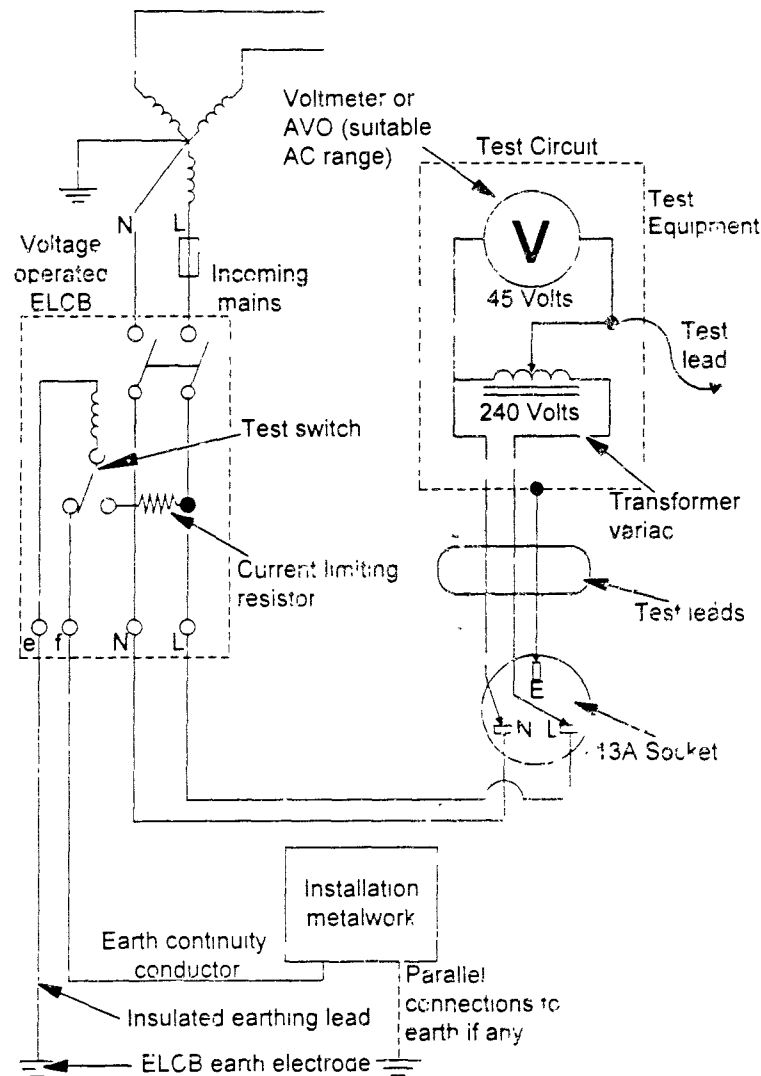 Voltmeter or
AVO (suitable
AC range)
Test Circuit
Test
Equipment
V
45 Volts
Test
lead
240 Volts
Transformer
variac
N
L
Voltage
operated
ELCB
Incoming
mains
Test switch
Current limiting
resistor
Test leads
e
f
N
L
E
N
L
13A Socket
Installation
metalwork
Earth continuity
conductor
Parallel
connections to
earth if any
Insulated earthing lead
ELCB earth electrode